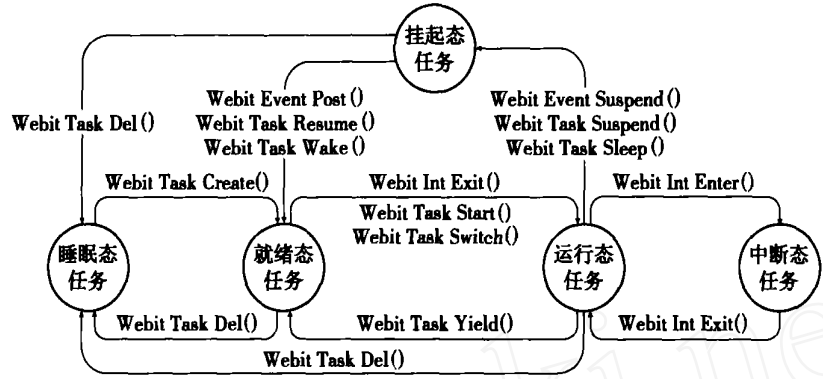 挂起态
任务
Webit Event Post()
Webit Event Suspend()
Webit Task Del()
Webit Task Resume()
Webit Task Suspend()
Webit Task Wake()
Webit Task Sleep()
Webit Task Create()
Webit Int Exit()
Webit Int Enter()
Webit Task Start()
Webit Task Switch()
睡眠态
任务
就绪态
任务
运行态
任务
中断态
任务
Webit Task Del()
Webit Task Yield()
Webit Int Exit()
Webit Task Del()